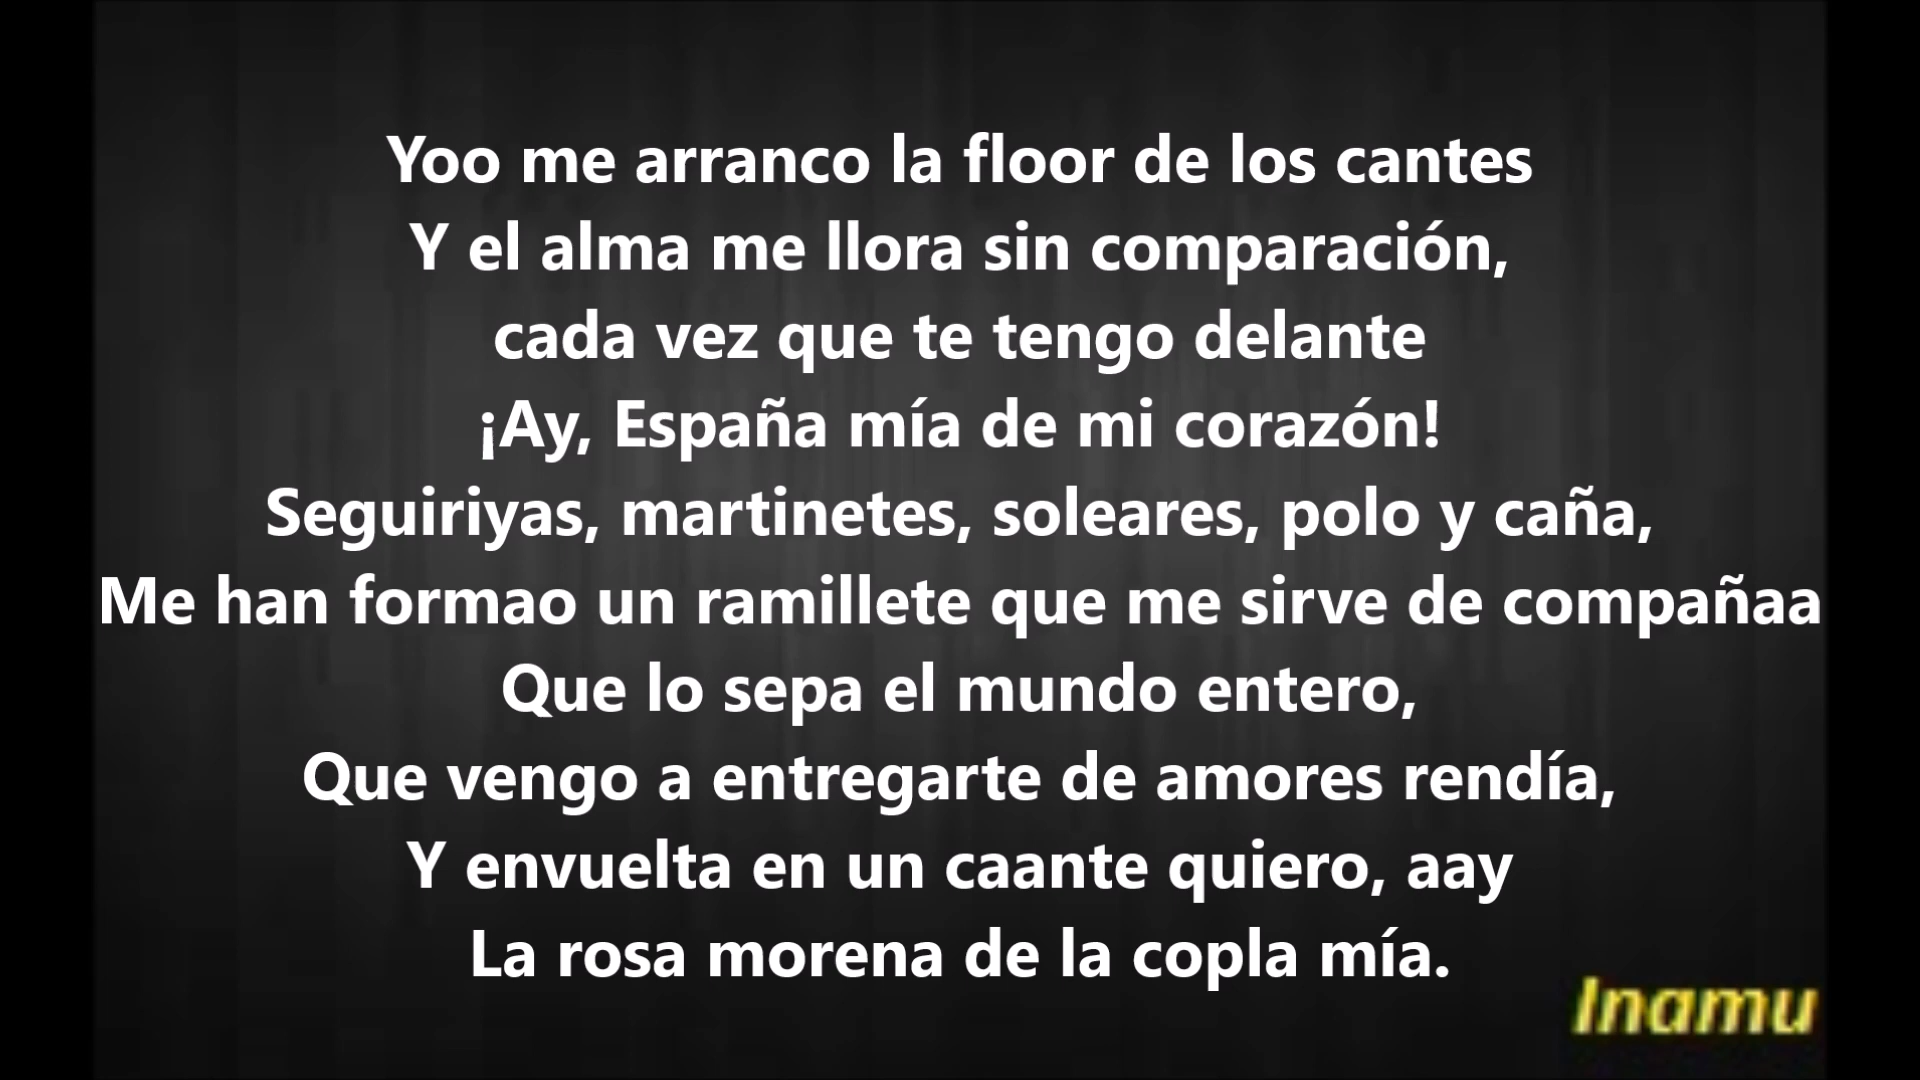 Yoo me arranco la floor de los cantes
Y el alma me llora sin comparación,
cada vez que te tengo delante
¡Ay, España mía de mi corazón!
Seguiriyas, martinetes, soleares, polo y caña,
Me han formao un ramillete que me sirve de compañaa
Que lo sepa el mundo entero,
Que vengo a entregarte de amores rendía,
Y envuelta en un caante quiero, aay
La rosa morena de la copla mía.
Inamu